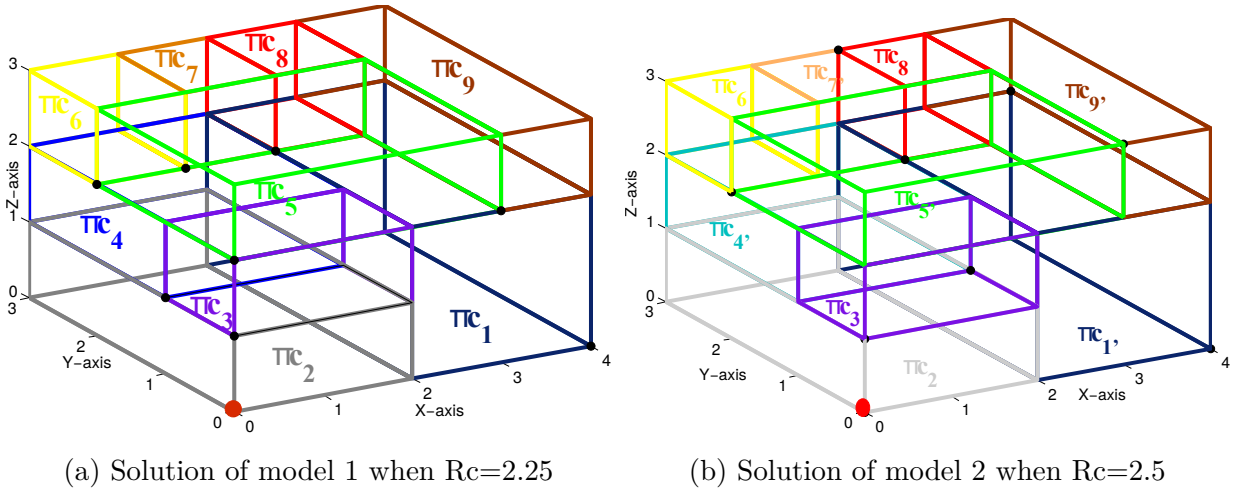 3
2
1
0
3
2
1
0
0
1
2
3
4
Z-axis
Y-axis
X-axis
πc6
πc7
πc8
πc9
πc4
πc5
πc3
πc2
πc1
(a) Solution of model 1 when Rc=2.25
3
2
1
0
3
2
1
0
0
1
2
3
4
Z-axis
Y-axis
X-axis
πc6
πc7'
πc8
πc9'
πc4'
πc5'
πc3
πc2
πc1'
(b) Solution of model 2 when Rc=2.5